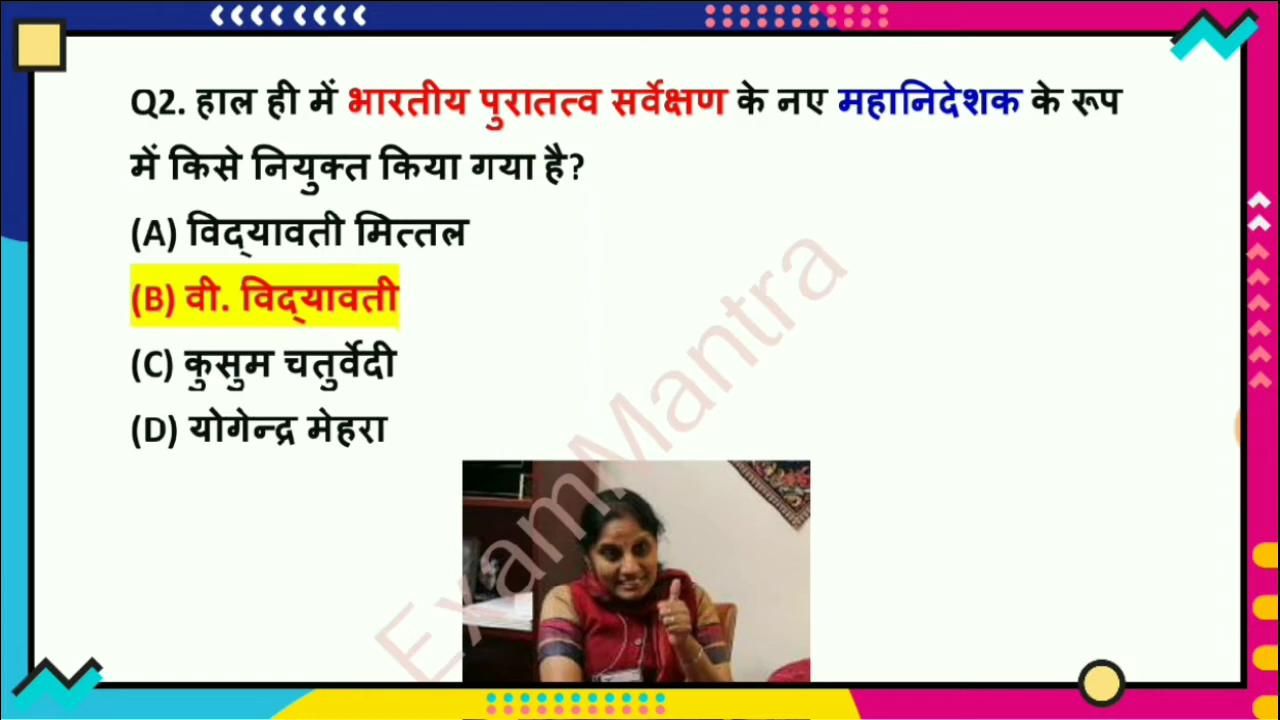 Q2. हाल ही में भारतीय पुरातत्व सर्वेक्षण के नए महानिदेशक के रूप
में किसे नियुक्त किया गया है?
(A) विद्यावती मित्तल
(B) वी. विद्यावती
(C) कुसुम चतुर्वेदी
(D) योगेन्द्र मेहरा
ExamMantra